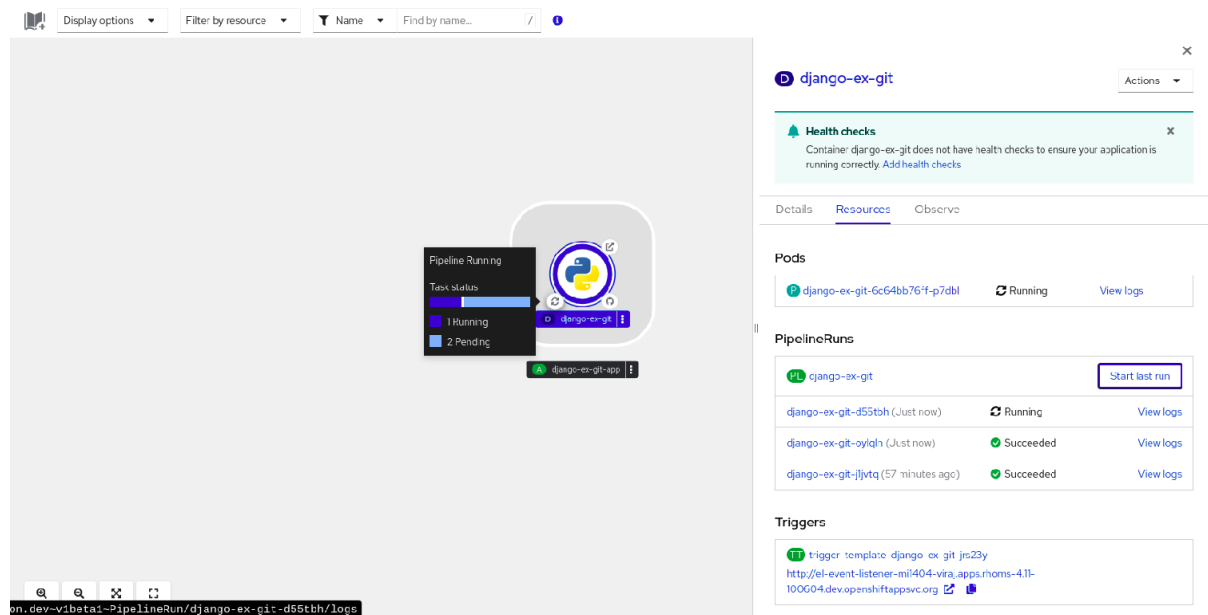 Display options
Filter by resource
Name
Find by name...
/
django-ex-git
D
Actions
Health checks
Container django-ex-git does not have health checks to ensure your application is
running correctly. Add health checks
Details
Resources
Observe
Pipeline Running
Task status
1 Running
2 Pending
D django-ex-git
A django-ex-git-app
Pods
P django-ex-git-6c64bb76ff-p7dbl Running View logs
PipelineRuns
PL django-ex-git Start last run
django-ex-git-d55tbh (Just now) Running View logs
django-ex-git-oylqln (Just now) Succeeded View logs
django-ex-git-j1jvtq (57 minutes ago) Succeeded View logs
Triggers
TT trigger-template-django-ex-git-jrs23y
http://el-event-listener-mi1404-viraj.apps.rhoms-4.11-
100604.dev.openshiftappsvc.org
on.dev~v1beta1~PipelineRun/django-ex-git-d55tbh/logs